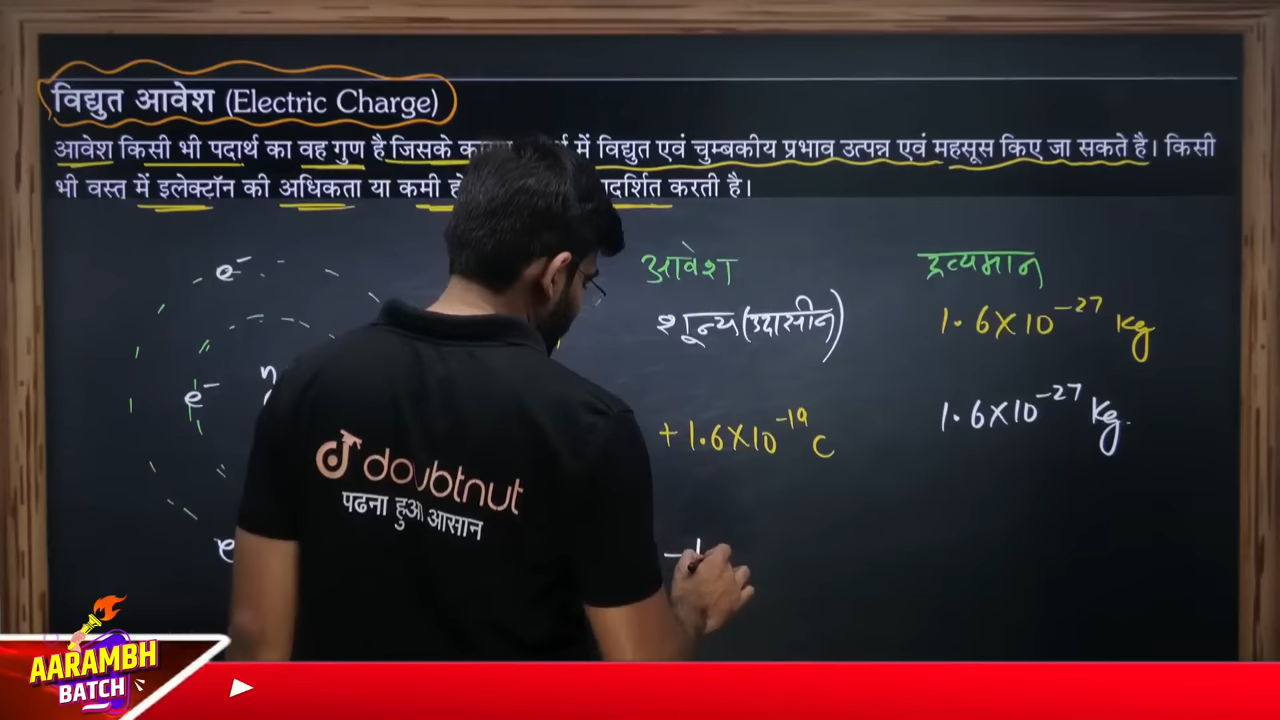 विद्युत आवेश (Electric Charge)
आवेश किसी भी पदार्थ का वह गुण है जिसके में विद्युत एवं चुम्बकीय प्रभाव उत्पन्न एवं महसूस किए जा सकते है। किसी
भी वस्तु में इलेक्ट्रॉन की अधिकता या कमी करती है।
e⁻
आवेश द्रव्यमान
शून्य (उदासीन) 1.6×10⁻²⁷ kg
e⁻ n
+1.6×10⁻¹⁹ C 1.6×10⁻²⁷ kg.
e
doubtnut
पढना हुआ आसान
AARAMBH
BATCH